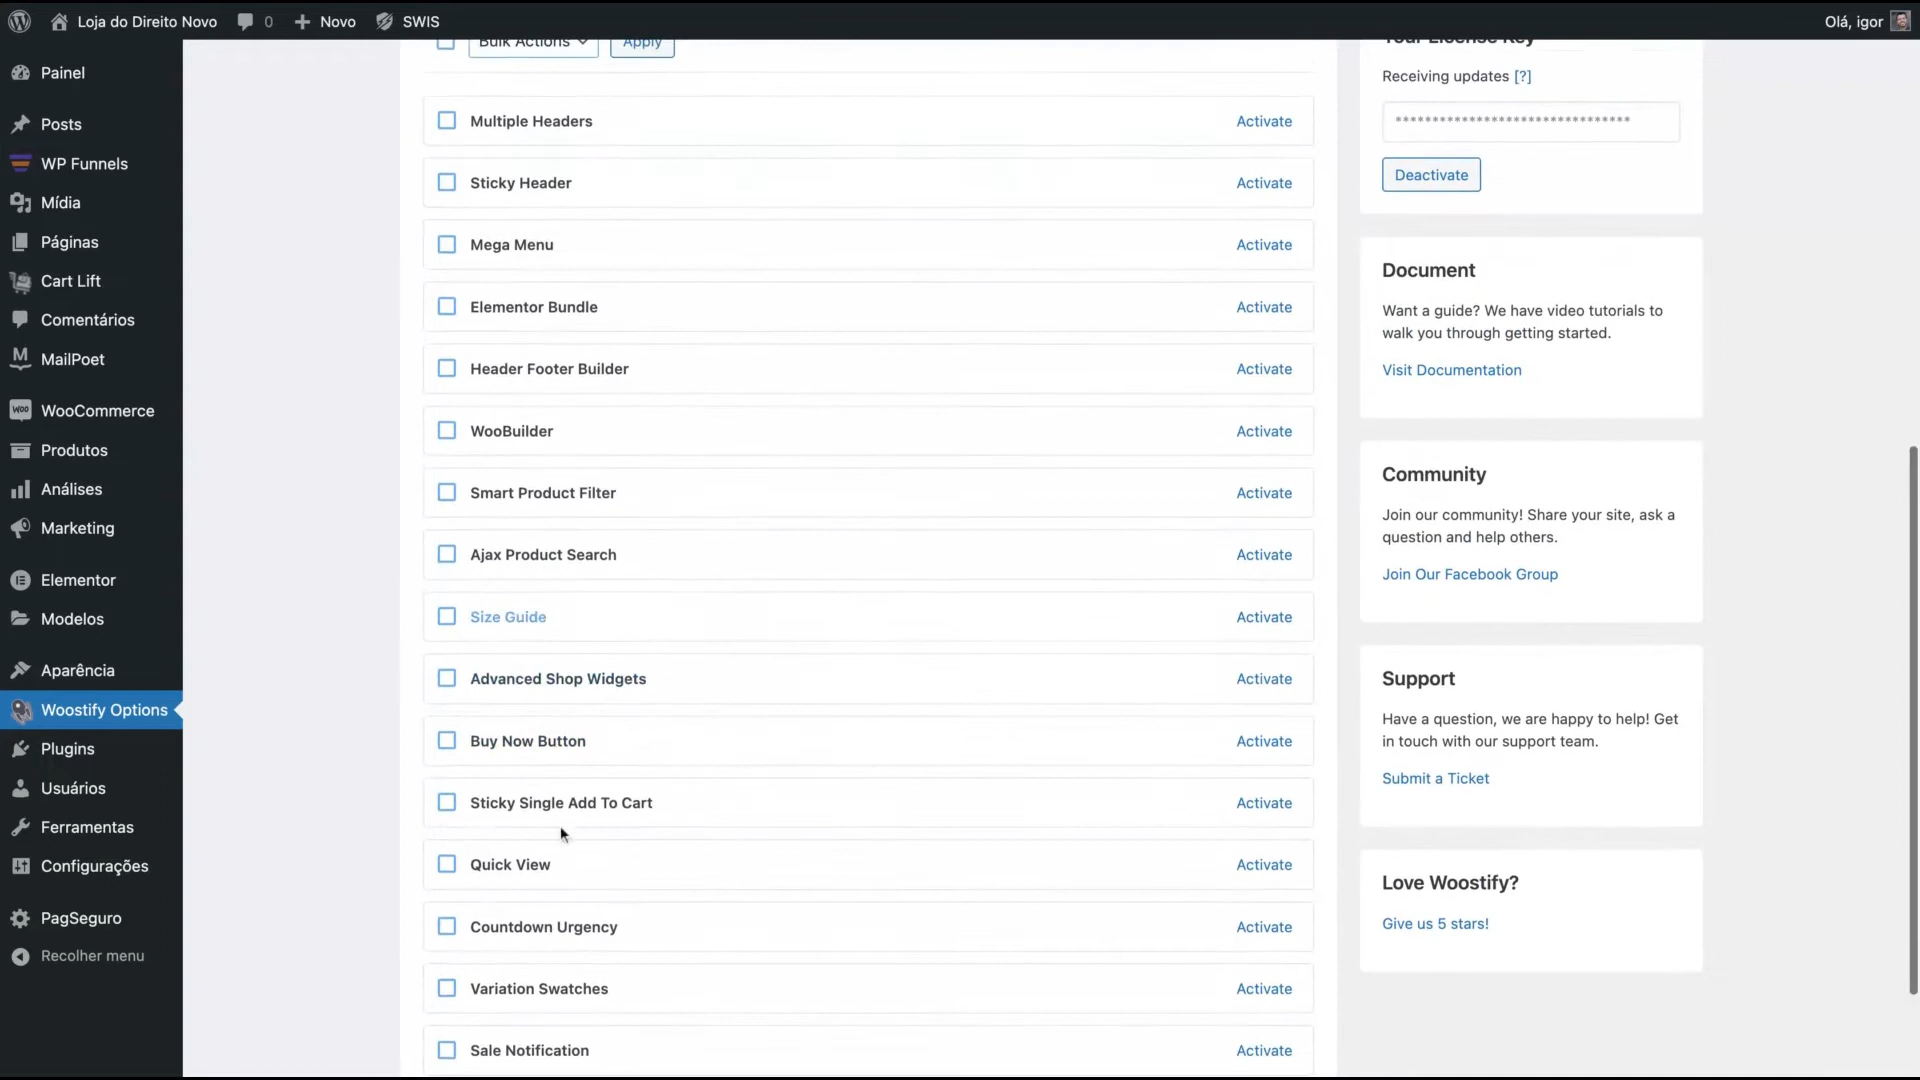 Loja do Direito Novo
0
Novo
SWIS
Olá, igor
Painel
Posts
WP Funnels
Mídia
Páginas
Cart Lift
Comentários
MailPoet
WooCommerce
Produtos
Análises
Marketing
Elementor
Modelos
Aparência
Woostify Options
Plugins
Usuários
Ferramentas
Configurações
PagSeguro
Recolher menu
Bulk Actions
Apply
Multiple Headers
Activate
Sticky Header
Activate
Mega Menu
Activate
Elementor Bundle
Activate
Header Footer Builder
Activate
WooBuilder
Activate
Smart Product Filter
Activate
Ajax Product Search
Activate
Size Guide
Activate
Advanced Shop Widgets
Activate
Buy Now Button
Activate
Sticky Single Add To Cart
Activate
Quick View
Activate
Countdown Urgency
Activate
Variation Swatches
Activate
Sale Notification
Activate
Your License Key
Receiving updates [?]
********************************
Deactivate
Document
Want a guide? We have video tutorials to
walk you through getting started.
Visit Documentation
Community
Join our community! Share your site, ask a
question and help others.
Join Our Facebook Group
Support
Have a question, we are happy to help! Get
in touch with our support team.
Submit a Ticket
Love Woostify?
Give us 5 stars!